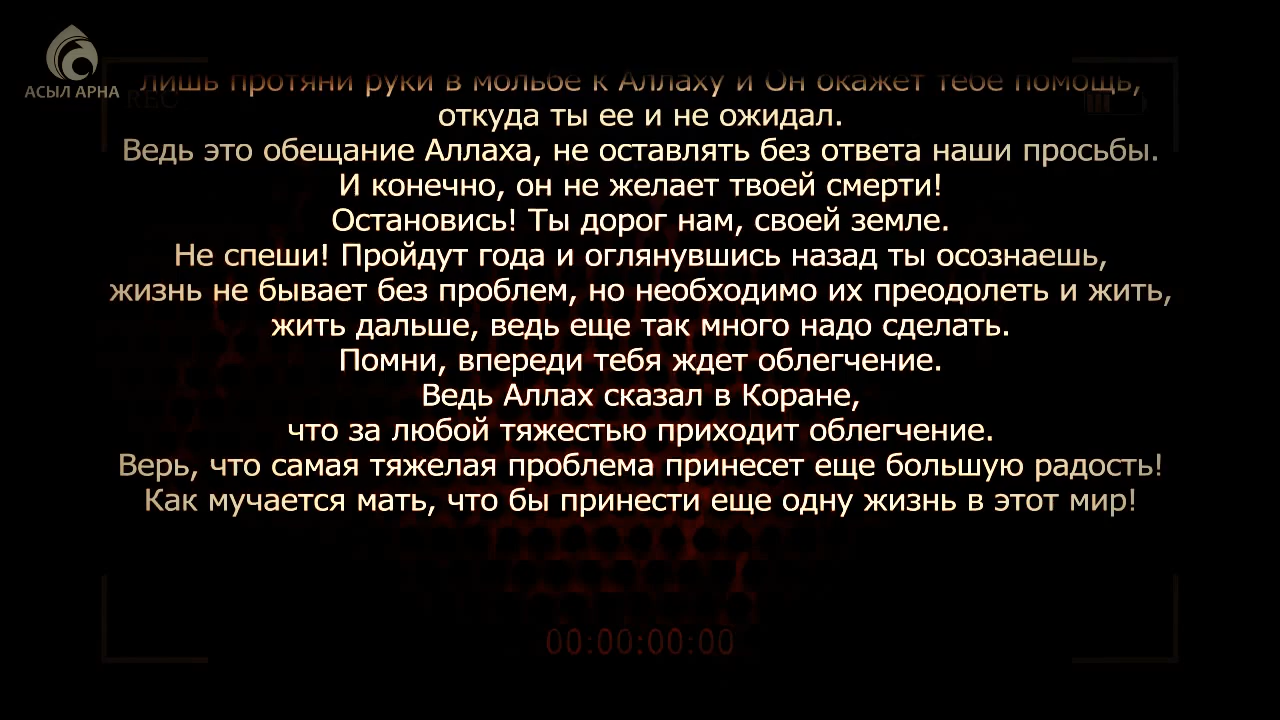 АСЫЛ АРНА
REC
лишь протяни руки в мольбе к Аллаху и Он окажет тебе помощь,
откуда ты ее и не ожидал.
Ведь это обещание Аллаха, не оставлять без ответа наши просьбы.
И конечно, он не желает твоей смерти!
Остановись! Ты дорог нам, своей земле.
Не спеши! Пройдут года и оглянувшись назад ты осознаешь,
жизнь не бывает без проблем, но необходимо их преодолеть и жить,
жить дальше, ведь еще так много надо сделать.
Помни, впереди тебя ждет облегчение.
Ведь Аллах сказал в Коране,
что за любой тяжестью приходит облегчение.
Верь, что самая тяжелая проблема принесет еще большую радость!
Как мучается мать, что бы принести еще одну жизнь в этот мир!
00:00:00:00